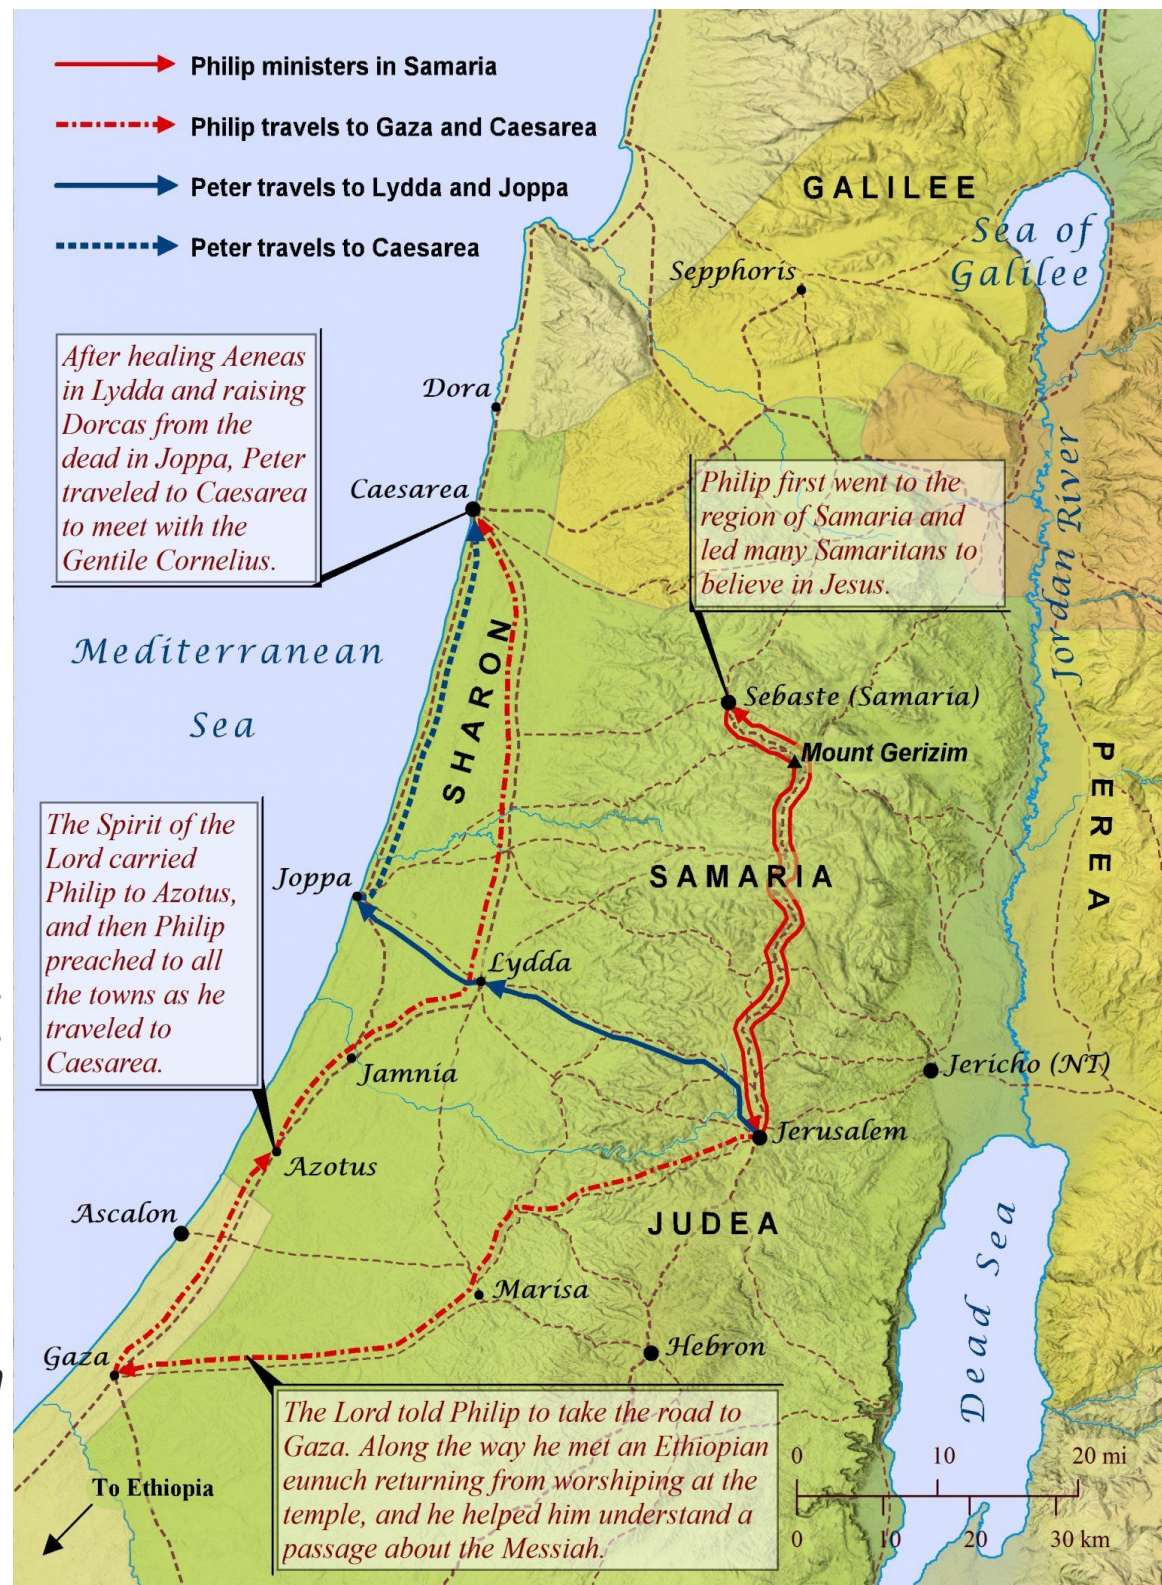 Philip ministers in Samaria
Philip travels to Gaza and Caesarea
Peter travels to Lydda and Joppa
Peter travels to Caesarea
GALILEE
Sea of
Galilee
Sepphoris
After healing Aeneas
in Lydda and raising
Dorcas from the
dead in Joppa, Peter
traveled to Caesarea
to meet with the
Gentile Cornelius.
Dora
Caesarea
Philip first went to the
region of Samaria and
led many Samaritans to
believe in Jesus.
Jordan River
Mediterranean
Sea
SHARON
Sebaste (Samaria)
Mount Gerizim
PEREA
The Spirit of the
Lord carried
Philip to Azotus,
and then Philip
preached to all
the towns as he
traveled to
Caesarea.
Joppa
SAMARIA
Lydda
Jamnia
Jericho (NT)
Jerusalem
Azotus
Ascalon
JUDEA
Dead Sea
Marisa
Hebron
Gaza
The Lord told Philip to take the road to
Gaza. Along the way he met an Ethiopian
eunuch returning from worshiping at the
temple, and he helped him understand a
passage about the Messiah.
To Ethiopia
0 10 20 mi
0 10 20 30 km